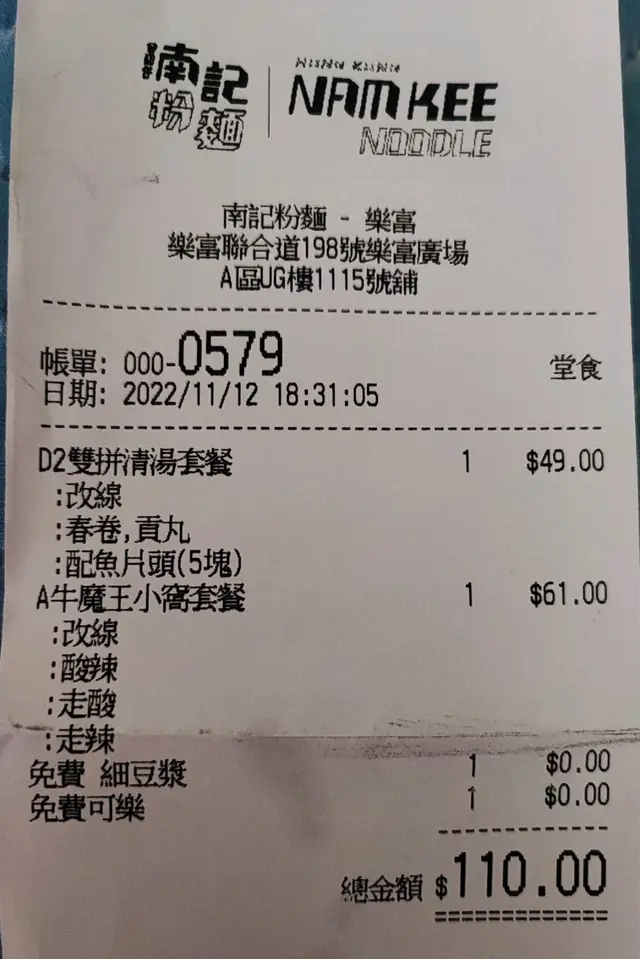 南記
粉麵
HONG KONG
NAM KEE
NOODLE
南記粉麵 - 樂富
樂富聯合道198號樂富廣場
A區UG樓1115號舖
帳單: 000-0579 堂食
日期: 2022/11/12 18:31:05
D2雙拼清湯套餐 1 $49.00
:改線
:春卷,貢丸
:配魚片頭(5塊)
A牛魔王小窩套餐 1 $61.00
:改線
:酸辣
:走酸
:走辣
免費 細豆漿 1 $0.00
免費可樂 1 $0.00
總金額 $110.00